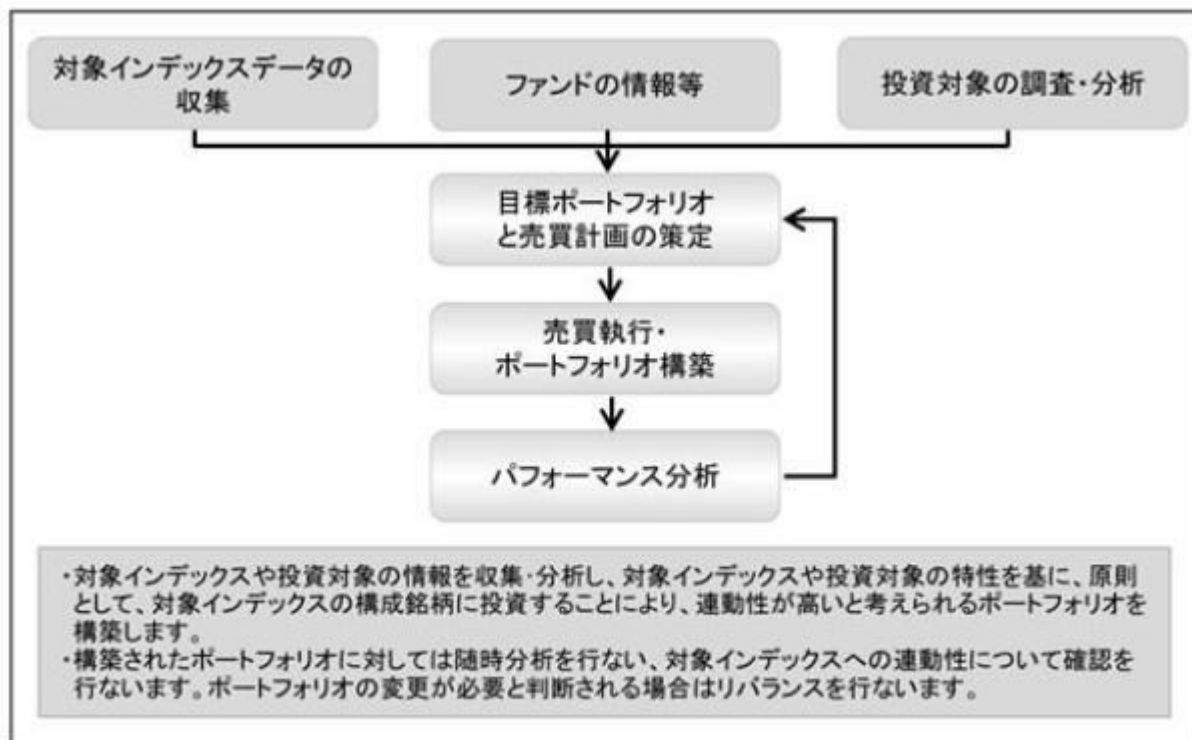 対象インデックスデータの
収集
ファンドの情報等
投資対象の調査・分析
目標ポートフォリオ
と売買計画の策定
売買執行・
ポートフォリオ構築
パフォーマンス分析
・対象インデックスや投資対象の情報を収集・分析し、対象インデックスや投資対象の特性を基に、原則
として、対象インデックスの構成銘柄に投資することにより、連動性が高いと考えられるポートフォリオを
構築します。
・構築されたポートフォリオに対しては随時分析を行ない、対象インデックスへの連動性について確認を
行ないます。ポートフォリオの変更が必要と判断される場合はリバランスを行ないます。